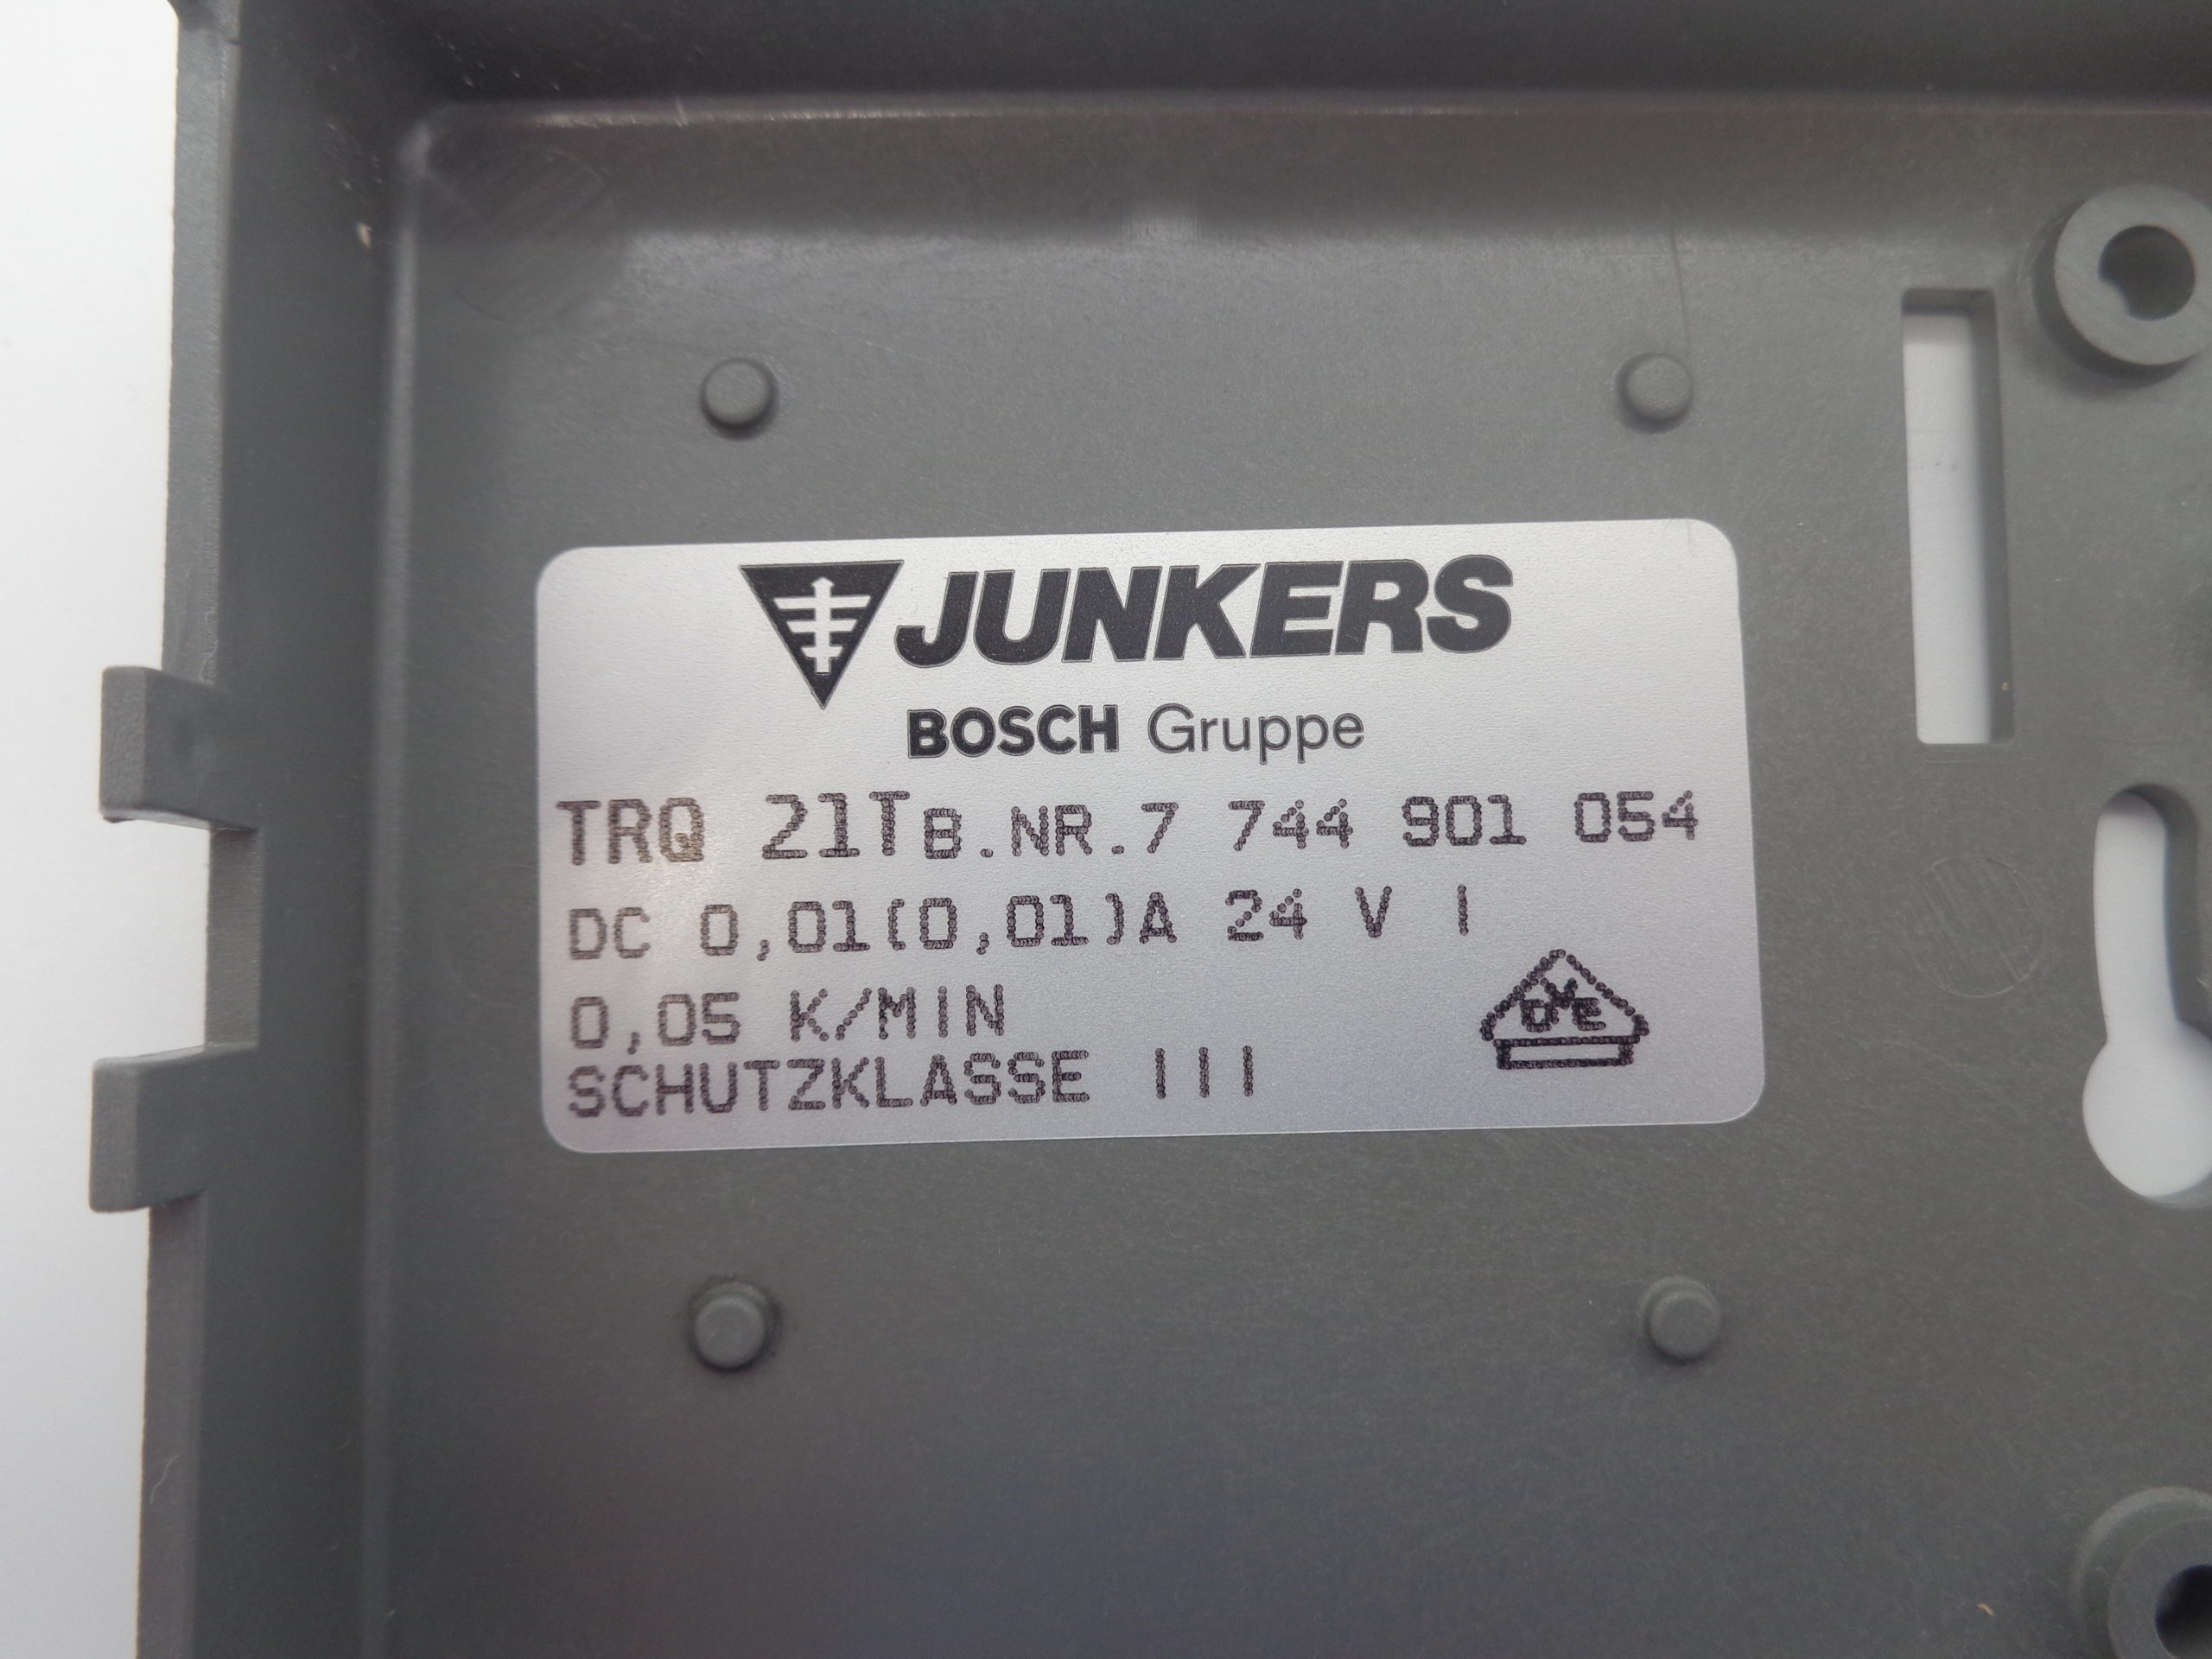 JUNKERS
BOSCH Gruppe
TRQ 21T B.NR.7 744 901 054
DC 0,01(0,01)A 24 V I
0,05 K/MIN
VDE
SCHUTZKLASSE III